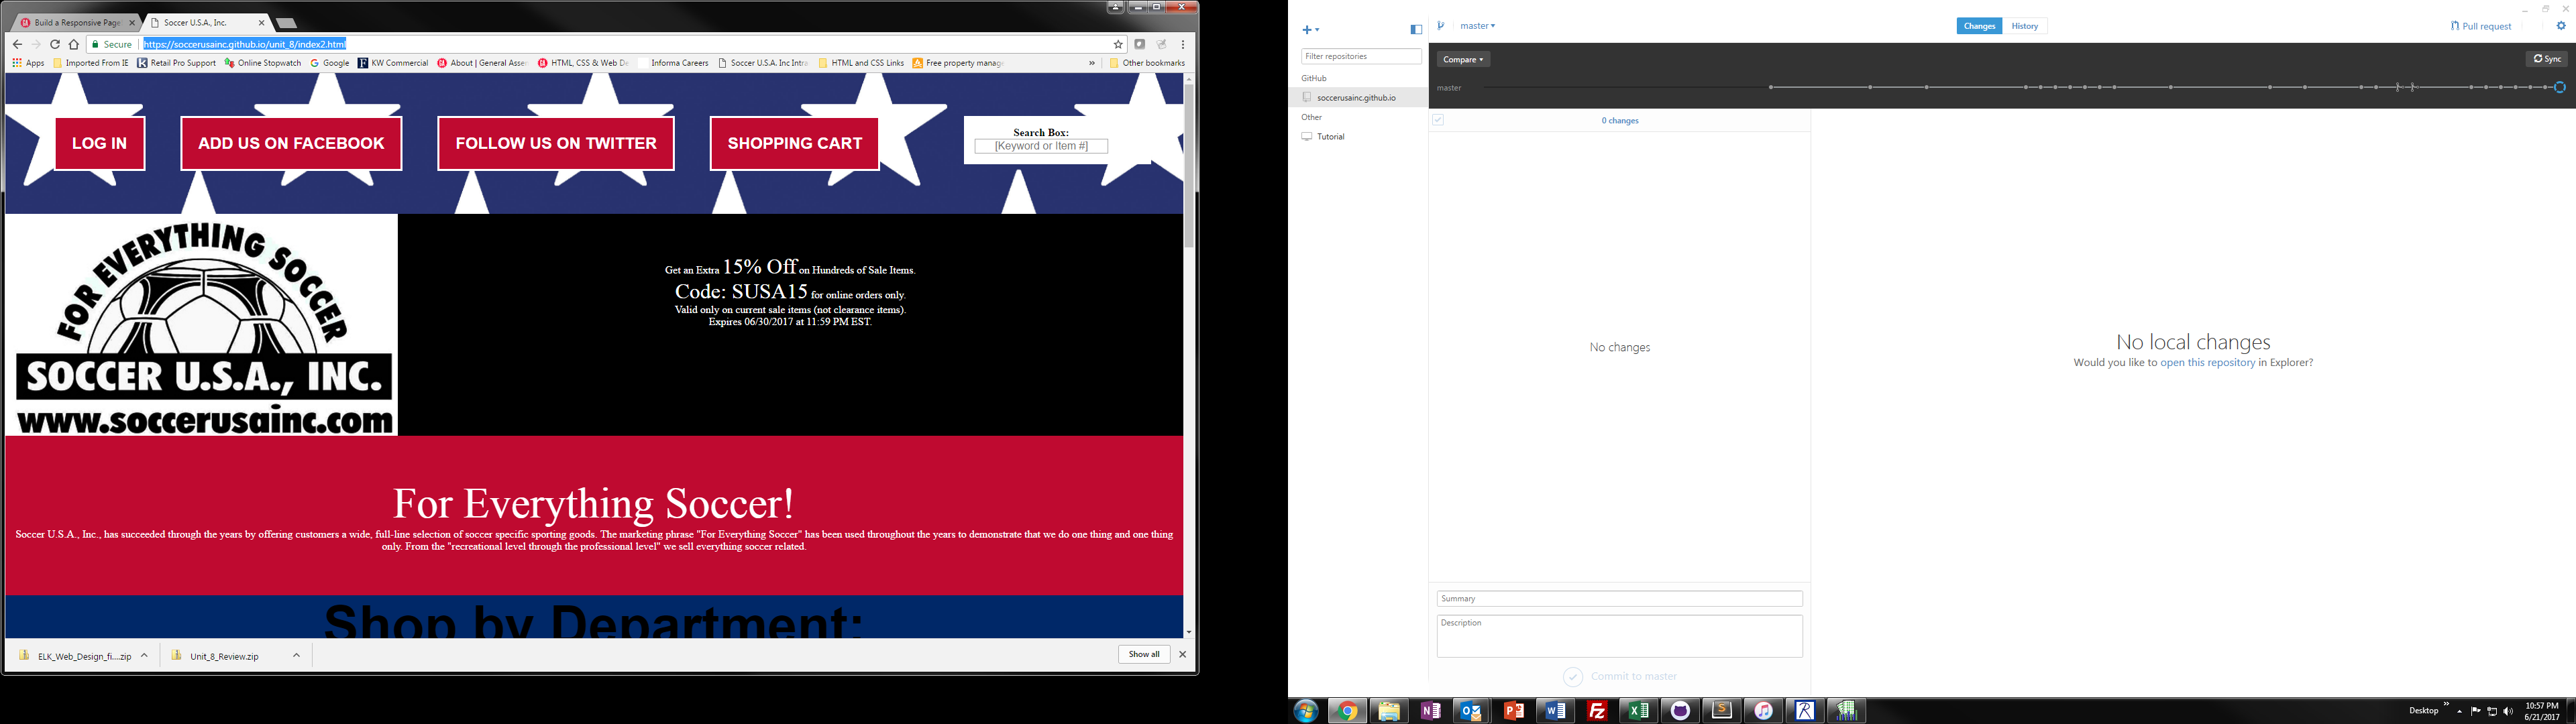 Build a Responsive Page
Soccer U.S.A., Inc.
Secure
https://soccerusainc.github.io/unit_8/index2.html
Apps Imported From IE Retail Pro Support Online Stopwatch Google KW Commercial About | General Asse HTML, CSS & Web De Informa Careers Soccer U.S.A. Inc Intra HTML and CSS Links Free property manag » Other bookmarks
LOG IN
ADD US ON FACEBOOK
FOLLOW US ON TWITTER
SHOPPING CART
Search Box:
[Keyword or Item #]
FOR EVERYTHING SOCCER
SOCCER U.S.A., INC.
www.soccerusainc.com
Get an Extra 15% Off on Hundreds of Sale Items.
Code: SUSA15 for online orders only.
Valid only on current sale items (not clearance items).
Expires 06/30/2017 at 11:59 PM EST.
For Everything Soccer!
Soccer U.S.A., Inc., has succeeded through the years by offering customers a wide, full-line selection of soccer specific sporting goods. The marketing phrase "For Everything Soccer" has been used throughout the years to demonstrate that we do one thing and one thing
only. From the "recreational level through the professional level" we sell everything soccer related.
Shop by Department:
ELK_Web_Design_fi....zip
Unit_8_Review.zip
Show all
master
Changes
History
Pull request
Filter repositories
Compare
Sync
GitHub
master
soccerusainc.github.io
Other
Tutorial
0 changes
No changes
No local changes
Would you like to open this repository in Explorer?
Summary
Description
Commit to master
Desktop
10:57 PM
6/21/2017